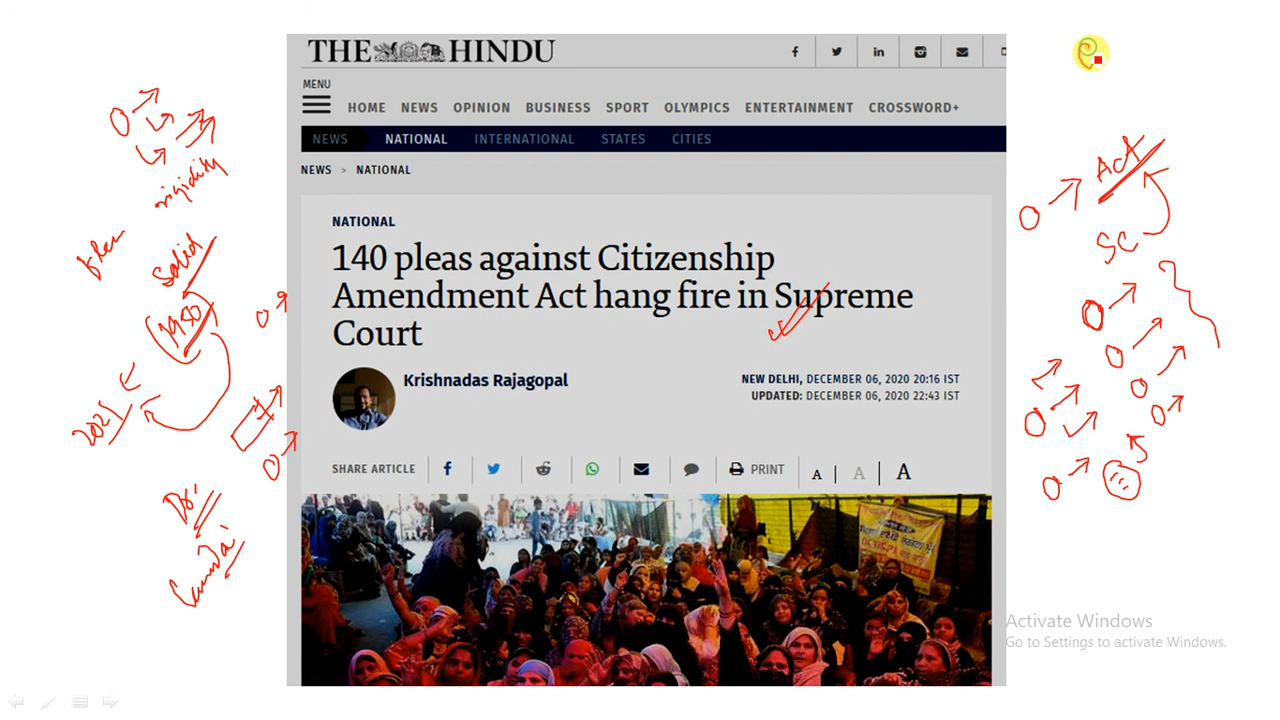 THE HINDU
MENU
HOME NEWS OPINION BUSINESS SPORT OLYMPICS ENTERTAINMENT CROSSWORD+
NEWS NATIONAL INTERNATIONAL STATES CITIES
NEWS > NATIONAL
NATIONAL
140 pleas against Citizenship
Amendment Act hang fire in Supreme
Court
Krishnadas Rajagopal
NEW DELHI, DECEMBER 06, 2020 20:16 IST
UPDATED: DECEMBER 06, 2020 22:43 IST
SHARE ARTICLE PRINT A A A
rigidity
Solid
1950
2021
Act
SC
Activate Windows
Go to Settings to activate Windows.